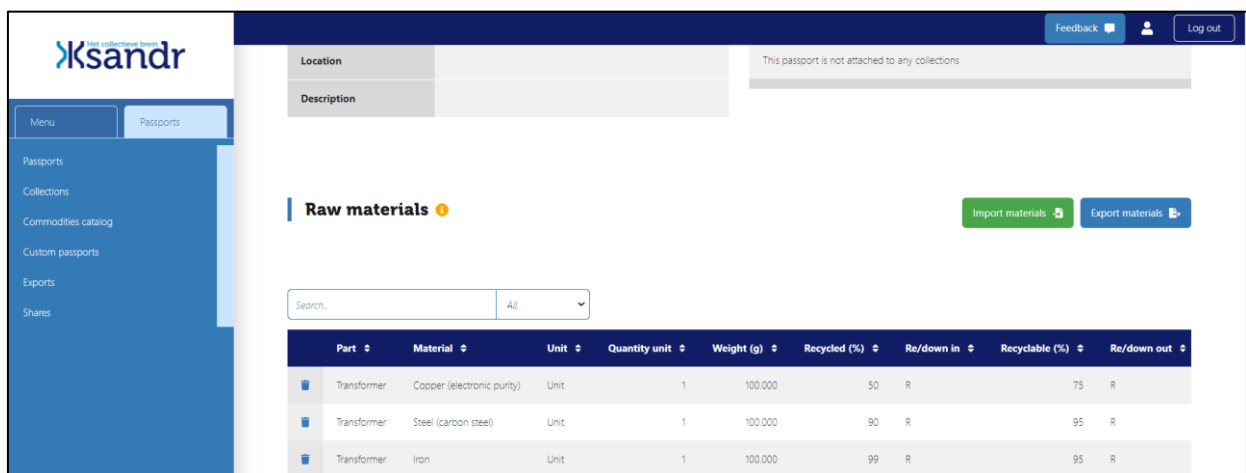 Het collectieve brein
Ksandr
Feedback
Log out
Menu
Passports
Passports
Collections
Commodities catalog
Custom passports
Exports
Shares
Location
Description
This passport is not attached to any collections
Raw materials
Import materials
Export materials
Search..
All
Part Material Unit Quantity unit Weight (g) Recycled (%) Re/down in Recyclable (%) Re/down out
Transformer Copper (electronic purity) Unit 1 100.000 50 R 75 R
Transformer Steel (carbon steel) Unit 1 100.000 90 R 95 R
Transformer Iron Unit 1 100.000 99 R 95 R